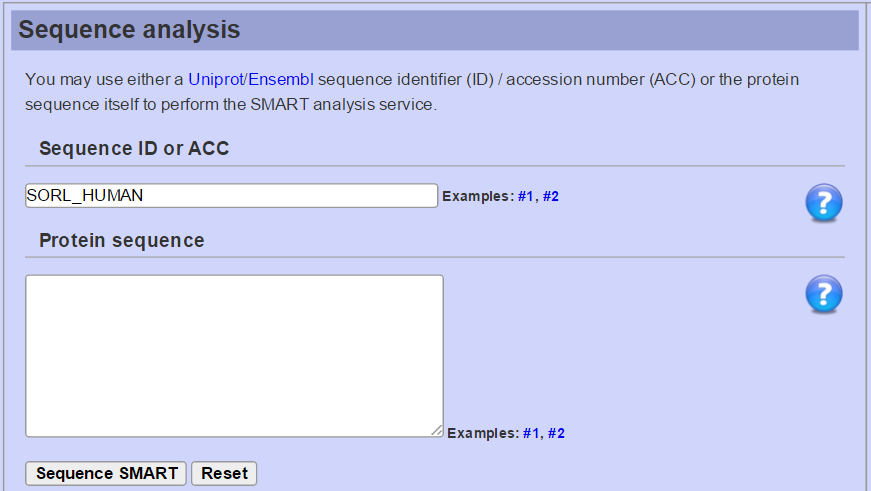 Sequence analysis
You may use either a Uniprot/Ensembl sequence identifier (ID) / accession number (ACC) or the protein
sequence itself to perform the SMART analysis service.
Sequence ID or ACC
SORL_HUMAN Examples: #1, #2
?
Protein sequence
?
Examples: #1, #2
Sequence SMART Reset